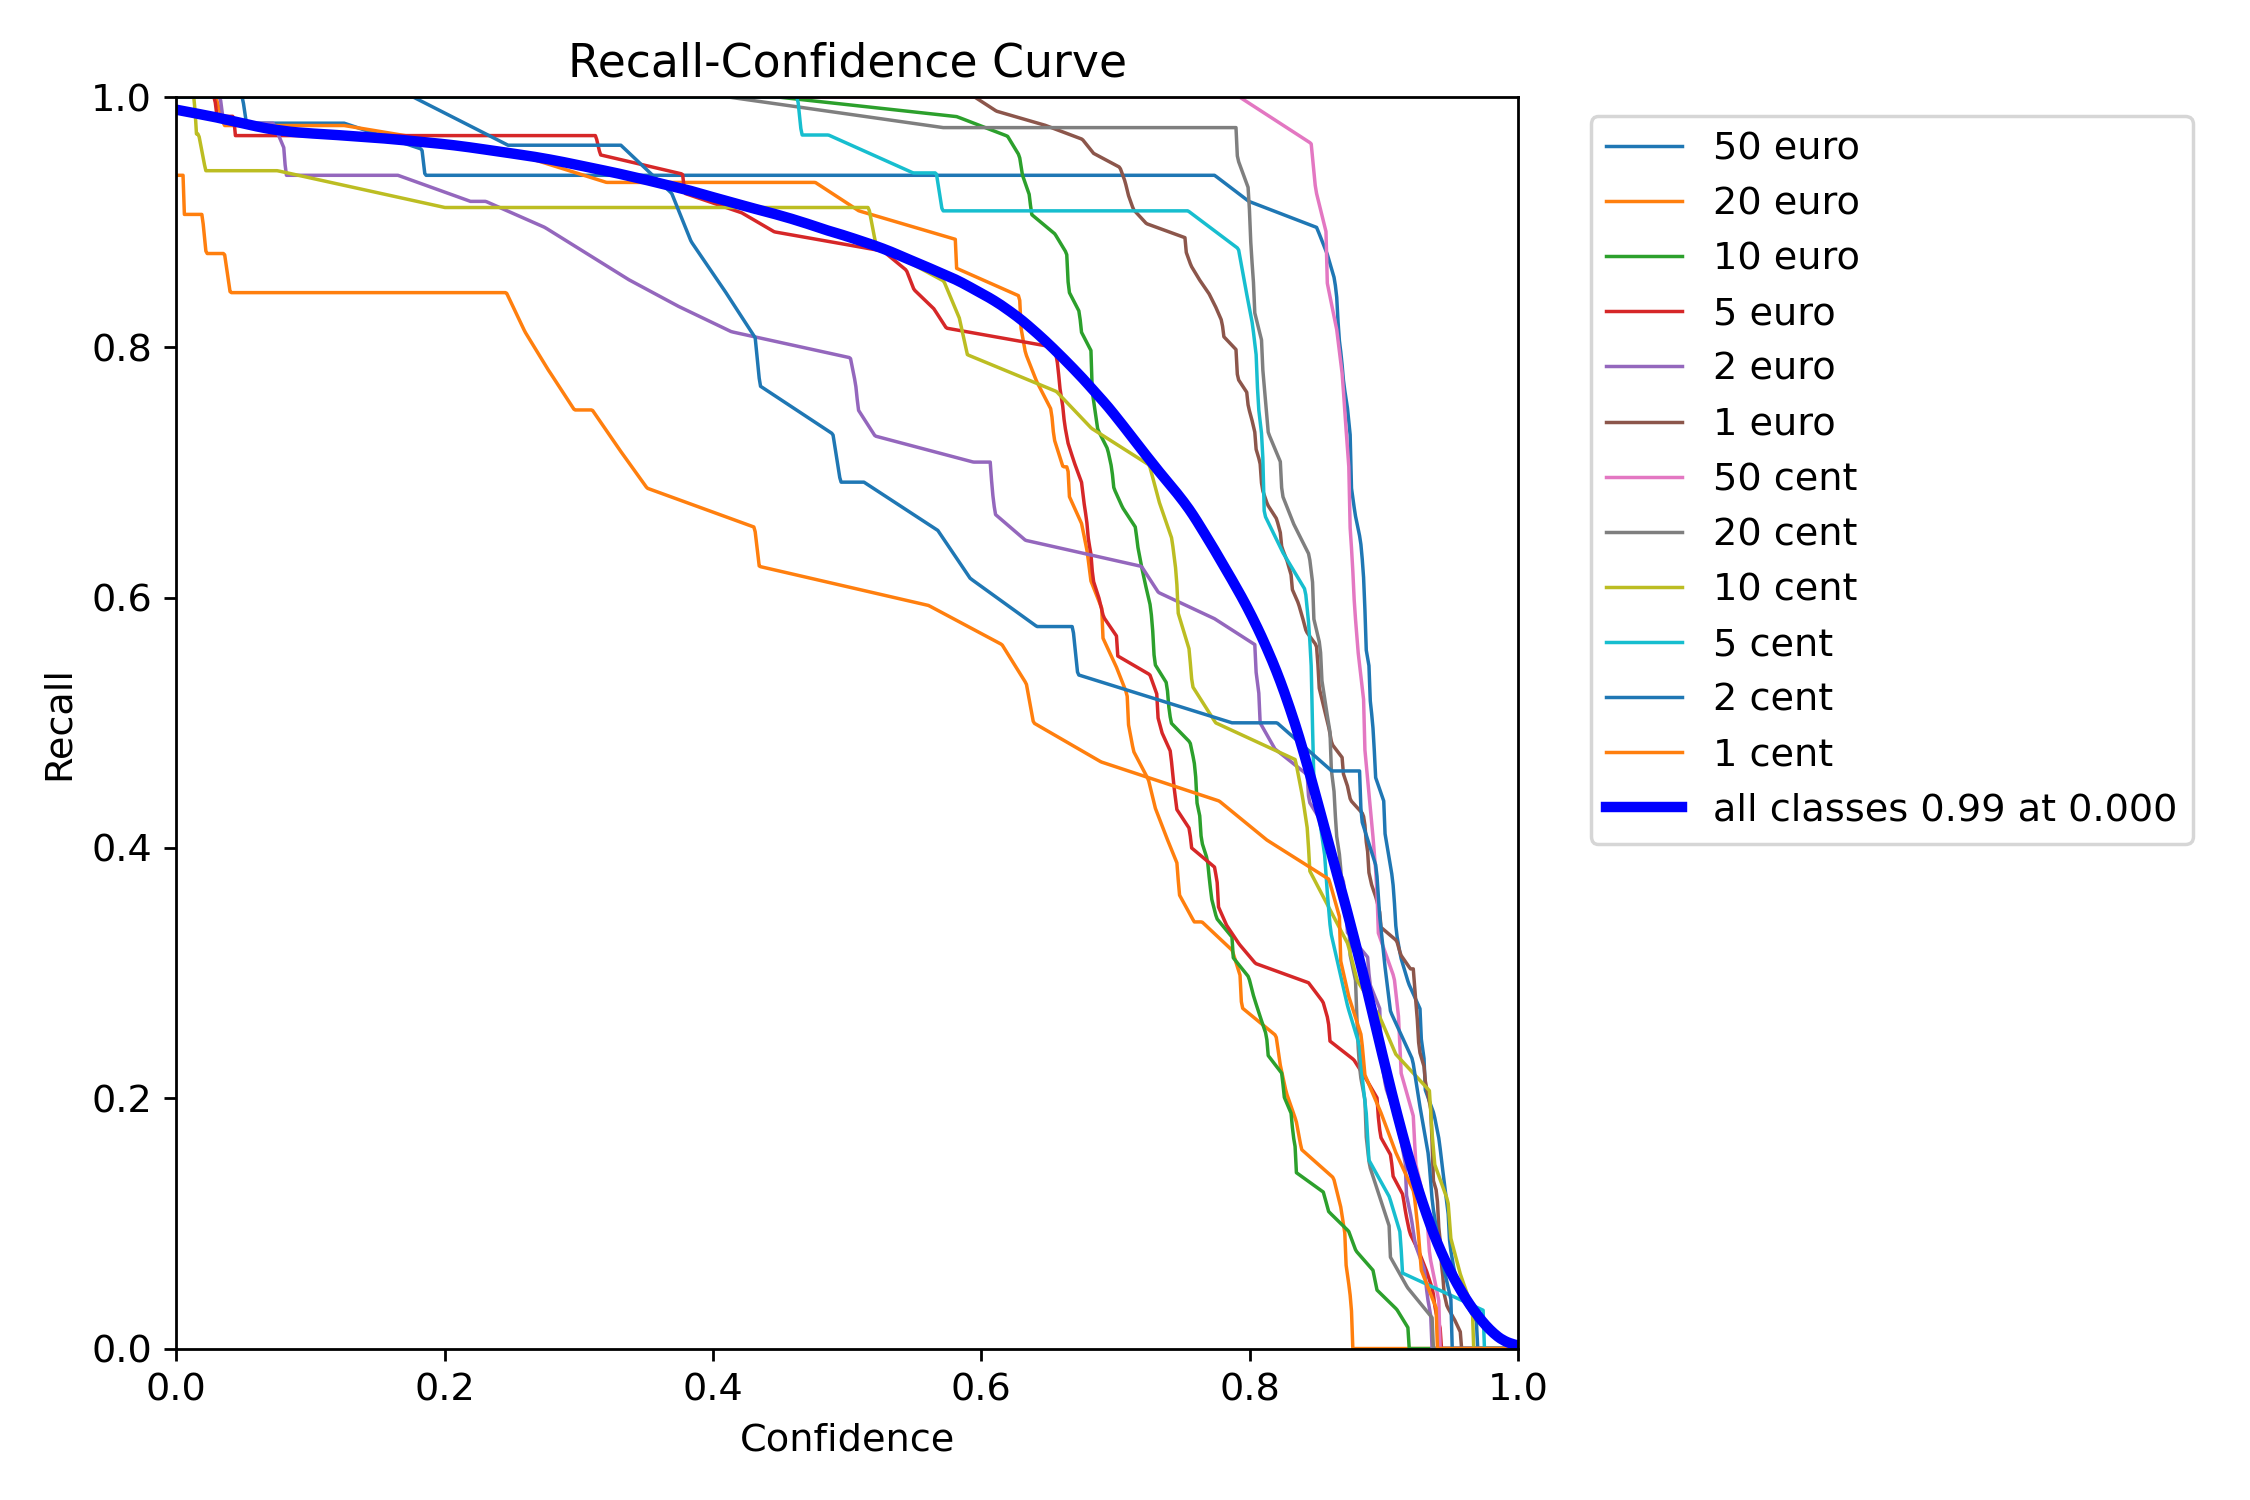 Recall-Confidence Curve
1.0
0.8
0.6
0.4
0.2
0.0
Recall
0.0 0.2 0.4 0.6 0.8 1.0
Confidence
50 euro
20 euro
10 euro
5 euro
2 euro
1 euro
50 cent
20 cent
10 cent
5 cent
2 cent
1 cent
all classes 0.99 at 0.000